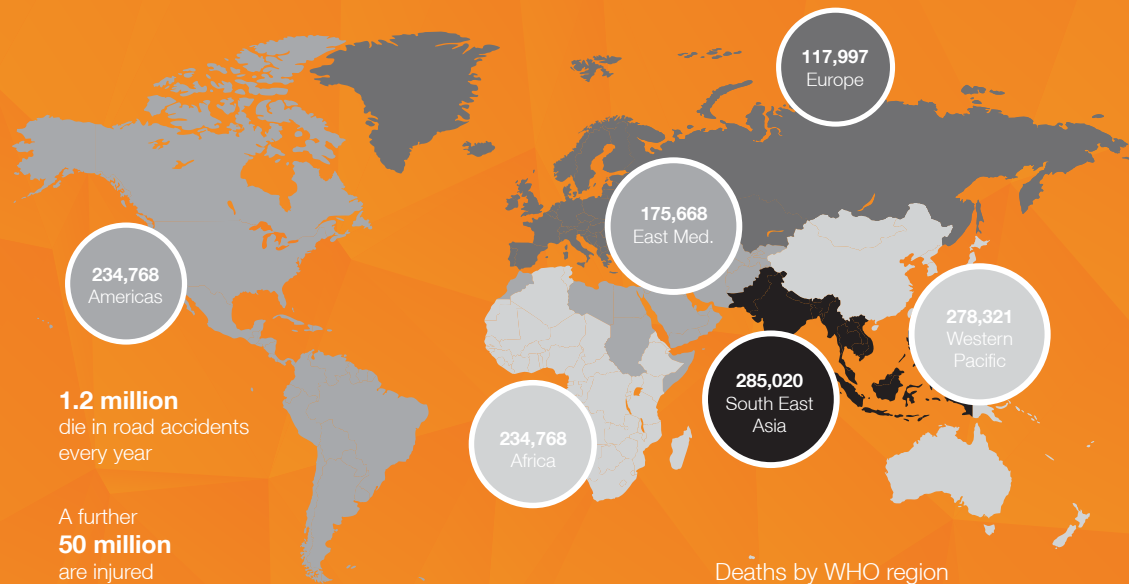 117,997
Europe
175,668
East Med.
234,768
Americas
278,321
Western
Pacific
285,020
South East
Asia
234,768
Africa
1.2 million
die in road accidents
every year
A further
50 million
are injured
Deaths by WHO region